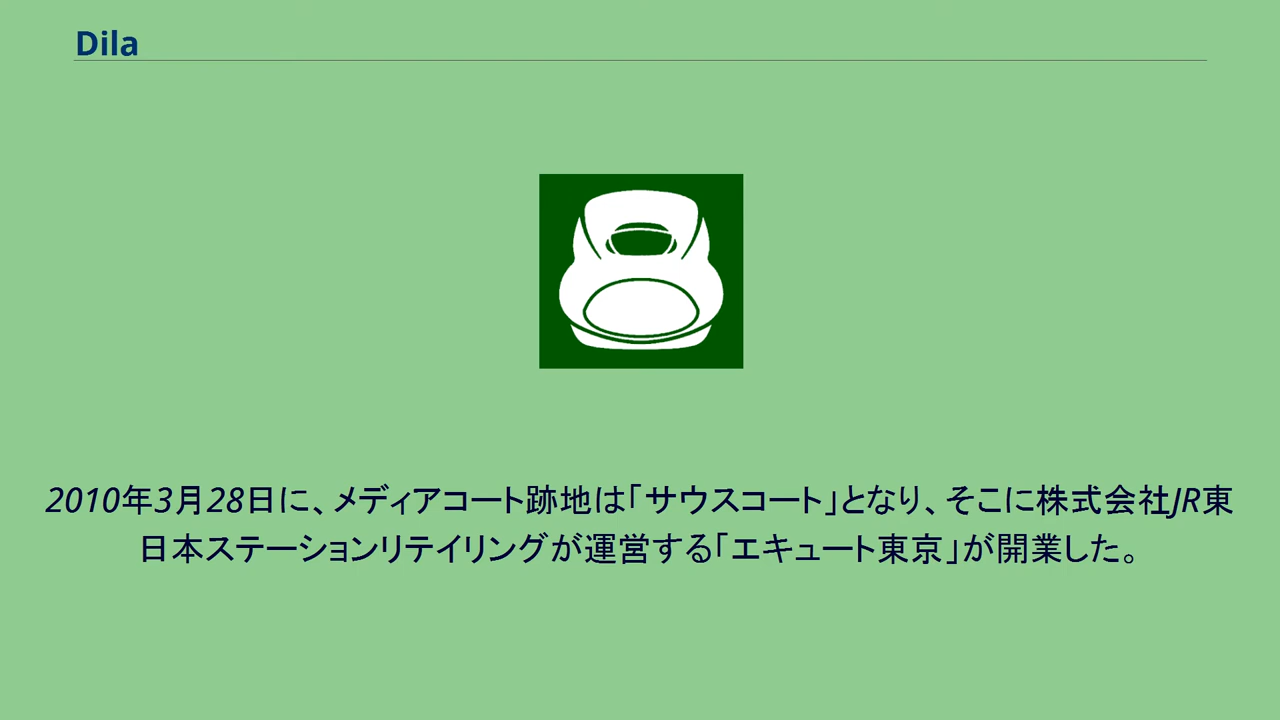 Dila
2010年3月28日に、メディアコート跡地は「サウスコート」となり、そこに株式会社JR東
日本ステーションリテイリングが運営する「エキュート東京」が開業した。